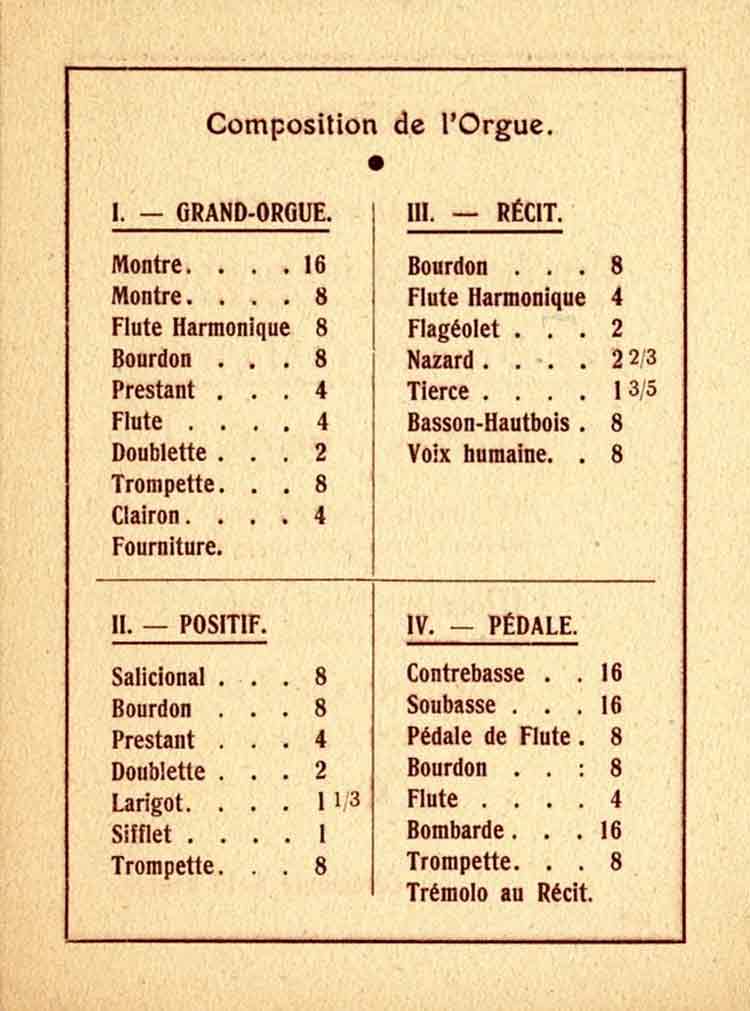 Composition de l'Orgue.
I. — GRAND-ORGUE.
Montre. . . . 16
Montre. . . . 8
Flute Harmonique 8
Bourdon . . . 8
Prestant . . . 4
Flute . . . . 4
Doublette . . . 2
Trompette. . . 8
Clairon. . . . 4
Fourniture.
III. — RÉCIT.
Bourdon . . . 8
Flute Harmonique 4
Flagéolet . . . 2
Nazard . . . . 2 2/3
Tierce . . . . 1 3/5
Basson-Hautbois . 8
Voix humaine. . 8
II. — POSITIF.
Salicional . . . 8
Bourdon . . . 8
Prestant . . . 4
Doublette . . . 2
Larigot. . . . 1 1/3
Sifflet . . . . 1
Trompette. . . 8
IV. — PÉDALE.
Contrebasse . . 16
Soubasse . . . 16
Pédale de Flute . 8
Bourdon . . : 8
Flute . . . . 4
Bombarde . . . 16
Trompette. . . 8
Trémolo au Récit.